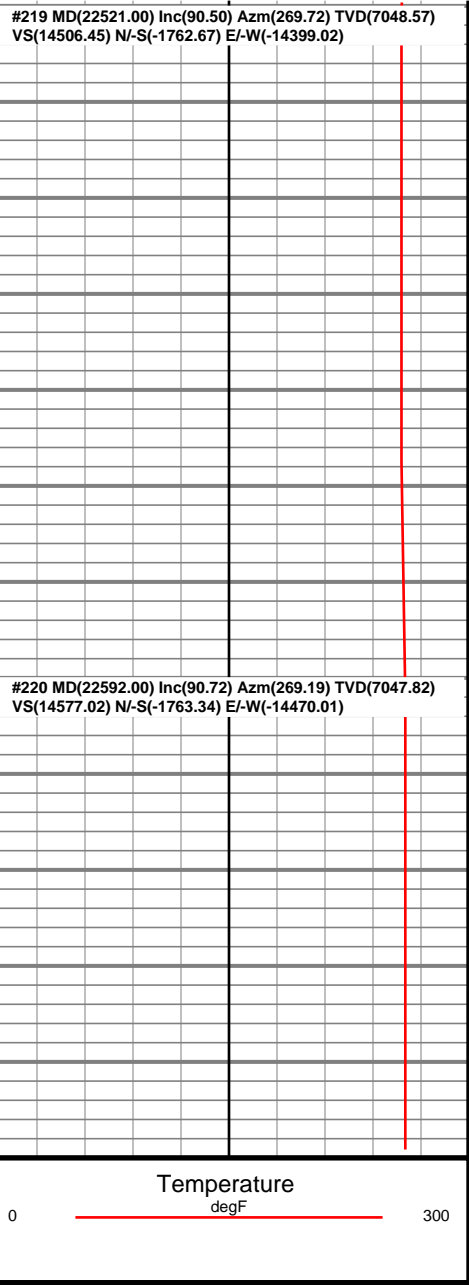 #219 MD(22521.00) Inc(90.50) Azm(269.72) TVD(7048.57)
VS(14506.45) N/-S(-1762.67) E/-W(-14399.02)
#220 MD(22592.00) Inc(90.72) Azm(269.19) TVD(7047.82)
VS(14577.02) N/-S(-1763.34) E/-W(-14470.01)
Temperature
degF
0 300